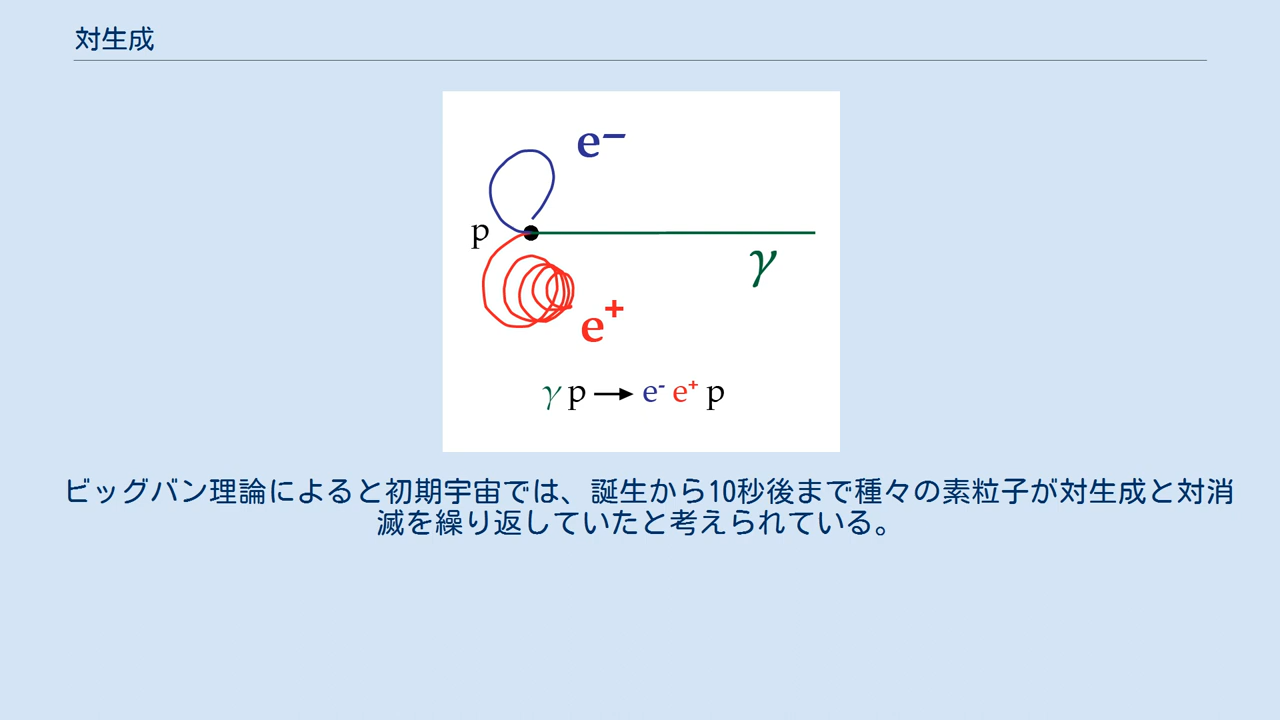 対生成
e−
p
γ
e+
γ p → e- e+ p
ビッグバン理論によると初期宇宙では、誕生から10秒後まで種々の素粒子が対生成と対消
滅を繰り返していたと考えられている。